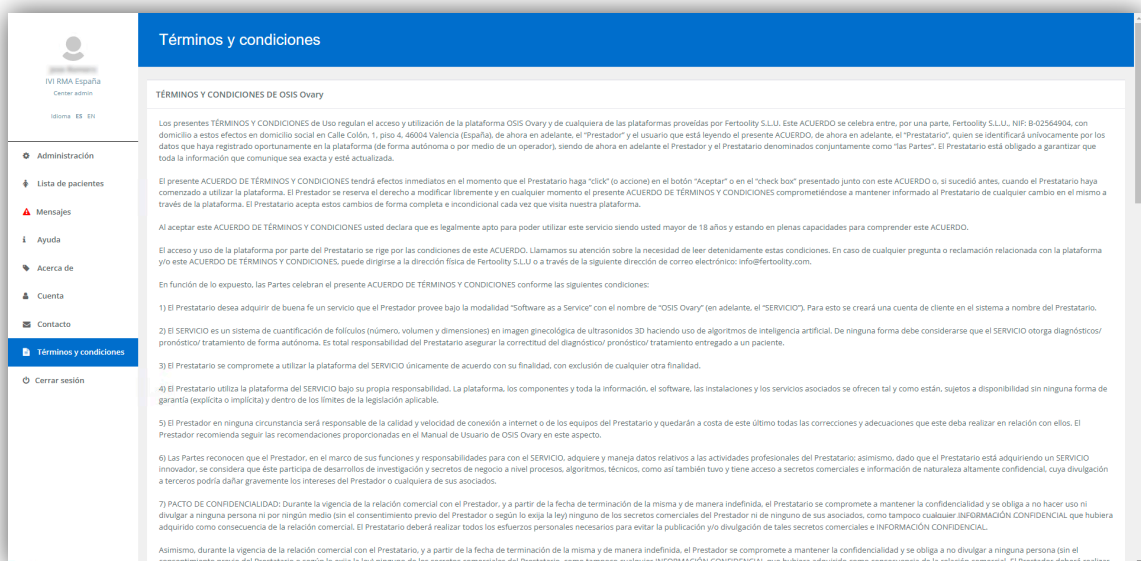 Términos y condiciones
IVI RMA España
Center admin
Idioma ES EN
Administración
Lista de pacientes
Mensajes
Ayuda
Acerca de
Cuenta
Contacto
Términos y condiciones
Cerrar sesión
TÉRMINOS Y CONDICIONES DE OSIS Ovary
Los presentes TÉRMINOS Y CONDICIONES de Uso regulan el acceso y utilización de la plataforma OSIS Ovary y de cualquiera de las plataformas proveídas por Fertoolity S.L.U. Este ACUERDO se celebra entre, por una parte, Fertoolity S.L.U., NIF: B-02564904, con
domicilio a estos efectos en domicilio social en Calle Colón, 1, piso 4, 46004 Valencia (España), de ahora en adelante, el "Prestador" y el usuario que está leyendo el presente ACUERDO, de ahora en adelante, el "Prestatario", quien se identificará unívocamente por los
datos que haya registrado oportunamente en la plataforma (de forma autónoma o por medio de un operador), siendo de ahora en adelante el Prestador y el Prestatario denominados conjuntamente como "las Partes". El Prestatario está obligado a garantizar que
toda la información que comunique sea exacta y esté actualizada.
El presente ACUERDO DE TÉRMINOS Y CONDICIONES tendrá efectos inmediatos en el momento que el Prestatario haga "click" (o accione) en el botón "Aceptar" o en el "check box" presentado junto con este ACUERDO o, si sucedió antes, cuando el Prestatario haya
comenzado a utilizar la plataforma. El Prestador se reserva el derecho a modificar libremente y en cualquier momento el presente ACUERDO DE TÉRMINOS Y CONDICIONES comprometiéndose a mantener informado al Prestatario de cualquier cambio en el mismo a
través de la plataforma. El Prestatario acepta estos cambios de forma completa e incondicional cada vez que visita nuestra plataforma.
Al aceptar este ACUERDO DE TÉRMINOS Y CONDICIONES usted declara que es legalmente apto para poder utilizar este servicio siendo usted mayor de 18 años y estando en plenas capacidades para comprender este ACUERDO.
El acceso y uso de la plataforma por parte del Prestatario se rige por las condiciones de este ACUERDO. Llamamos su atención sobre la necesidad de leer detenidamente estas condiciones. En caso de cualquier pregunta o reclamación relacionada con la plataforma
y/o este ACUERDO DE TÉRMINOS Y CONDICIONES, puede dirigirse a la dirección física de Fertoolity S.L.U o a través de la siguiente dirección de correo electrónico: info@fertoolity.com.
En función de lo expuesto, las Partes celebran el presente ACUERDO DE TÉRMINOS Y CONDICIONES conforme las siguientes condiciones:
1) El Prestatario desea adquirir de buena fe un servicio que el Prestador provee bajo la modalidad "Software as a Service" con el nombre de "OSIS Ovary" (en adelante, el "SERVICIO"). Para esto se creará una cuenta de cliente en el sistema a nombre del Prestatario.
2) El SERVICIO es un sistema de cuantificación de folículos (número, volumen y dimensiones) en imagen ginecológica de ultrasonidos 3D haciendo uso de algoritmos de inteligencia artificial. De ninguna forma debe considerarse que el SERVICIO otorga diagnósticos/
pronóstico/ tratamiento de forma autónoma. Es total responsabilidad del Prestatario asegurar la correctitud del diagnóstico/ pronóstico/ tratamiento entregado a un paciente.
3) El Prestatario se compromete a utilizar la plataforma del SERVICIO únicamente de acuerdo con su finalidad, con exclusión de cualquier otra finalidad.
4) El Prestatario utiliza la plataforma del SERVICIO bajo su propia responsabilidad. La plataforma, los componentes y toda la información, el software, las instalaciones y los servicios asociados se ofrecen tal y como están, sujetos a disponibilidad sin ninguna forma de
garantía (explícita o implícita) y dentro de los límites de la legislación aplicable.
5) El Prestador en ninguna circunstancia será responsable de la calidad y velocidad de conexión a internet o de los equipos del Prestatario y quedarán a costa de este último todas las correcciones y adecuaciones que este deba realizar en relación con ellos. El
Prestador recomienda seguir las recomendaciones proporcionadas en el Manual de Usuario de OSIS Ovary en este aspecto.
6) Las Partes reconocen que el Prestador, en el marco de sus funciones y responsabilidades para con el SERVICIO, adquiere y maneja datos relativos a las actividades profesionales del Prestatario; asimismo, dado que el Prestatario está adquiriendo un SERVICIO
innovador, se considera que éste participa de desarrollos de investigación y secretos de negocio a nivel procesos, algoritmos, técnicos, como así también tuvo y tiene acceso a secretos comerciales e información de naturaleza altamente confidencial, cuya divulgación
a terceros podría dañar gravemente los intereses del Prestador o cualquiera de sus asociados.
7) PACTO DE CONFIDENCIALIDAD: Durante la vigencia de la relación comercial con el Prestador, y a partir de la fecha de terminación de la misma y de manera indefinida, el Prestatario se compromete a mantener la confidencialidad y se obliga a no hacer uso ni
divulgar a ninguna persona ni por ningún medio (sin el consentimiento previo del Prestador o según lo exija la ley) ninguno de los secretos comerciales del Prestador ni de ninguno de sus asociados, como tampoco cualquier INFORMACIÓN CONFIDENCIAL que hubiera
adquirido como consecuencia de la relación comercial. El Prestatario deberá realizar todos los esfuerzos personales necesarios para evitar la publicación y/o divulgación de tales secretos comerciales e INFORMACIÓN CONFIDENCIAL.
Asimismo, durante la vigencia de la relación comercial con el Prestatario, y a partir de la fecha de terminación de la misma y de manera indefinida, el Prestador se compromete a mantener la confidencialidad y se obliga a no divulgar a ninguna persona (sin el